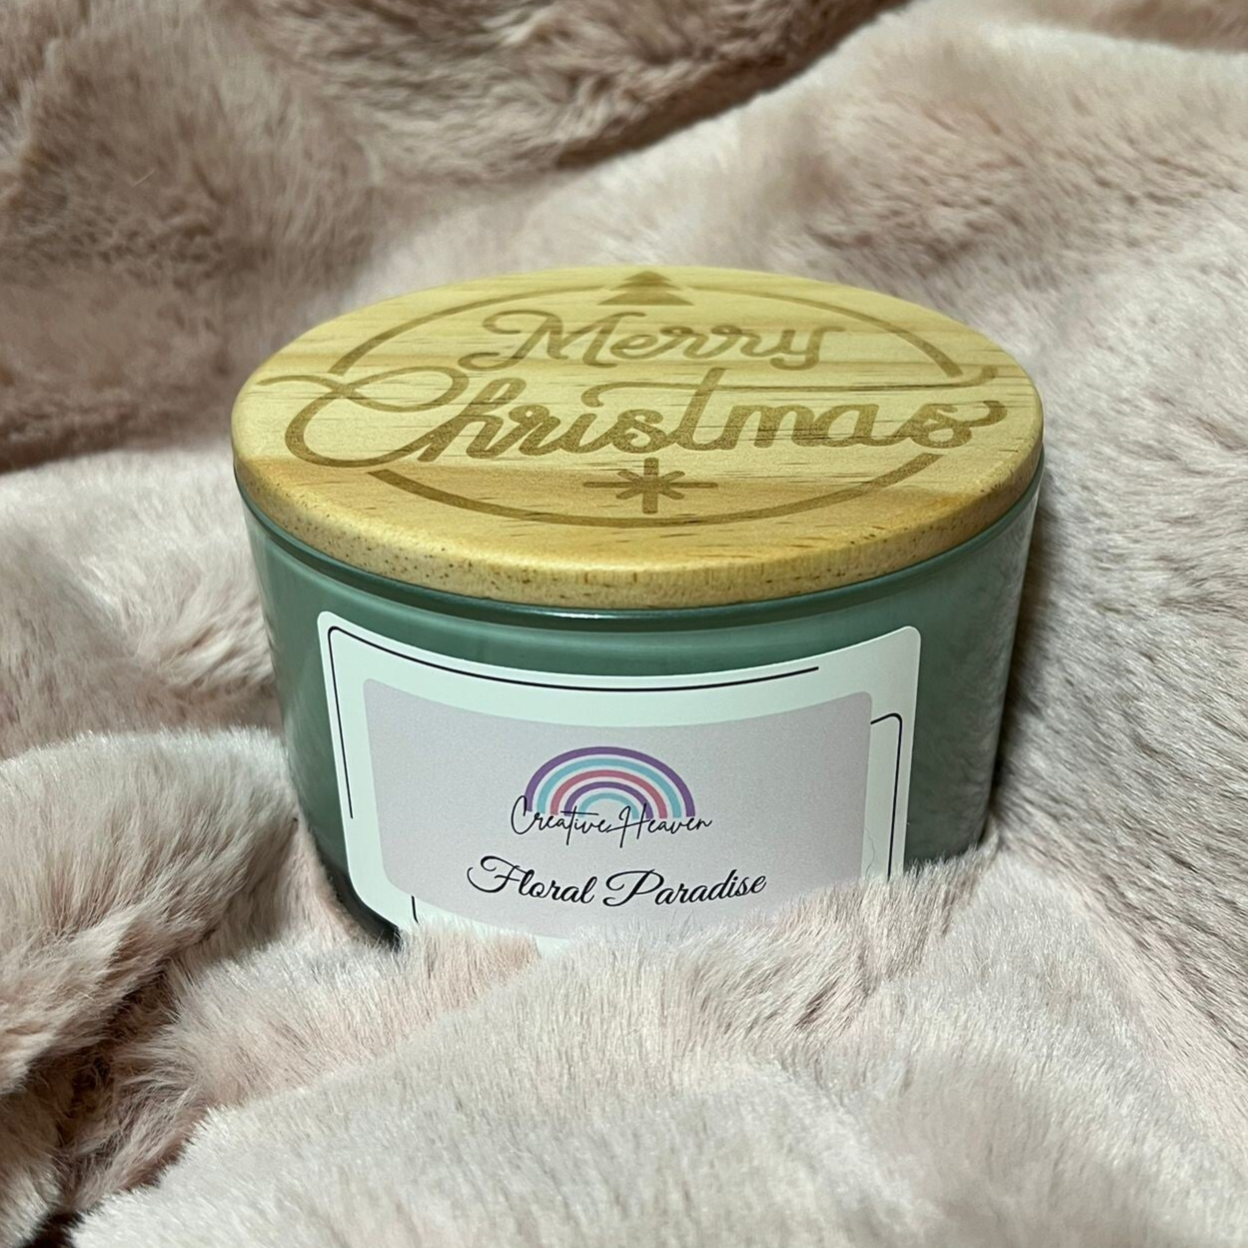 Merry
Christmas
Creative Heaven
Floral Paradise